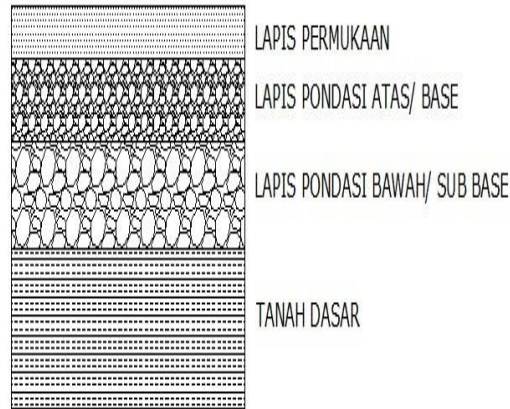 LAPIS PERMUKAAN
LAPIS PONDASI ATAS/ BASE
LAPIS PONDASI BAWAH/ SUB BASE
TANAH DASAR